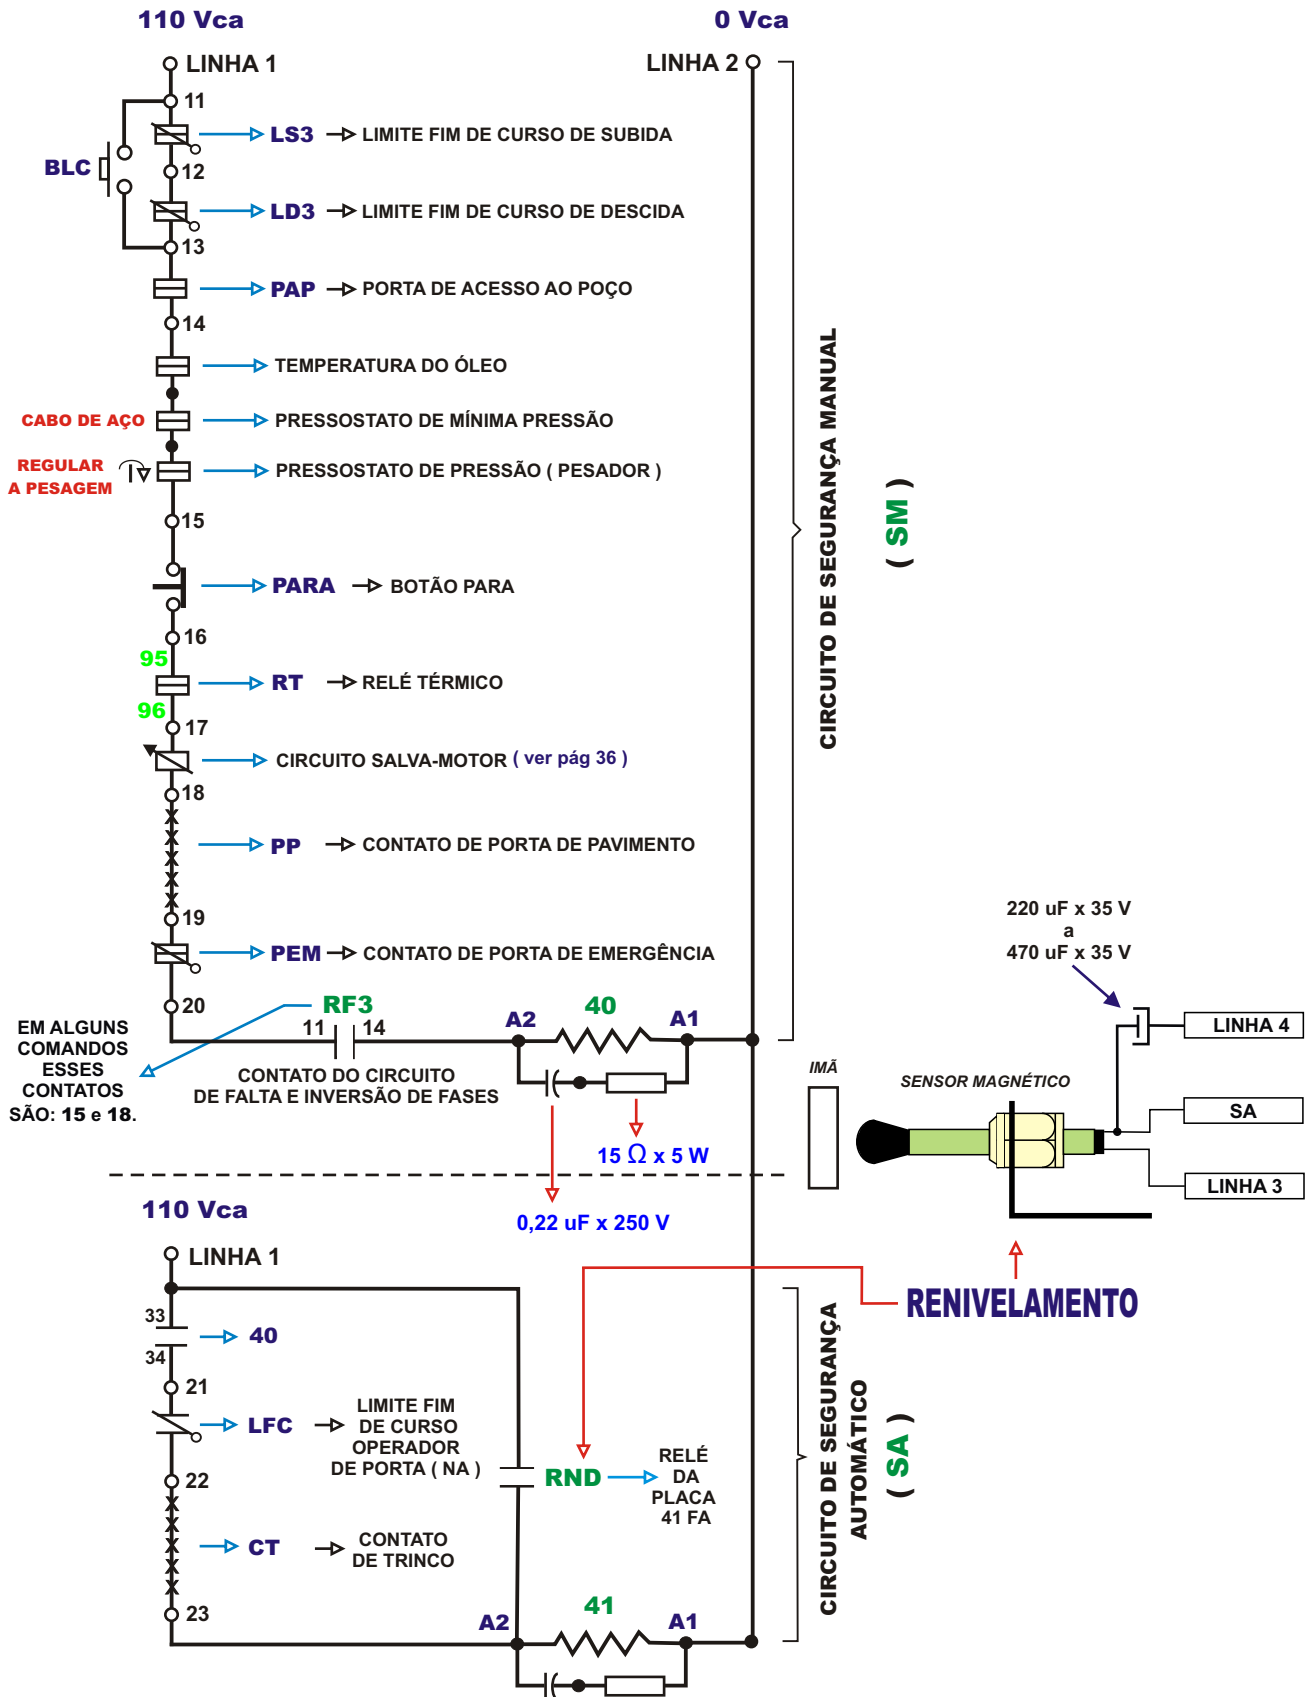 110 Vca
0 Vca
LINHA 1
LINHA 2
11
LS3
LIMITE FIM DE CURSO DE SUBIDA
BLC
12
LD3
LIMITE FIM DE CURSO DE DESCIDA
13
PAP
PORTA DE ACESSO AO POÇO
14
TEMPERATURA DO ÓLEO
CABO DE AÇO
PRESSOSTATO DE MÍNIMA PRESSÃO
REGULAR
A PESAGEM
PRESSOSTATO DE PRESSÃO ( PESADOR )
15
PARA
BOTÃO PARA
16
95
RT
RELÉ TÉRMICO
96
17
CIRCUITO SALVA-MOTOR ( ver pág 36 )
18
PP
CONTATO DE PORTA DE PAVIMENTO
19
PEM
CONTATO DE PORTA DE EMERGÊNCIA
20
RF3
11
14
A2
40
A1
EM ALGUNS
COMANDOS
ESSES
CONTATOS
SÃO: 15 e 18.
CONTATO DO CIRCUITO
DE FALTA E INVERSÃO DE FASES
15 Ω x 5 W
0,22 uF x 250 V
CIRCUITO DE SEGURANÇA MANUAL
( SM )
220 uF x 35 V
a
470 uF x 35 V
LINHA 4
IMÃ
SENSOR MAGNÉTICO
SA
LINHA 3
RENIVELAMENTO
110 Vca
LINHA 1
33
40
34
21
LFC
LIMITE FIM
DE CURSO
OPERADOR
DE PORTA ( NA )
22
RND
RELÉ
DA
PLACA
41 FA
CT
CONTATO
DE TRINCO
23
A2
41
A1
CIRCUITO DE SEGURANÇA
AUTOMÁTICO
( SA )